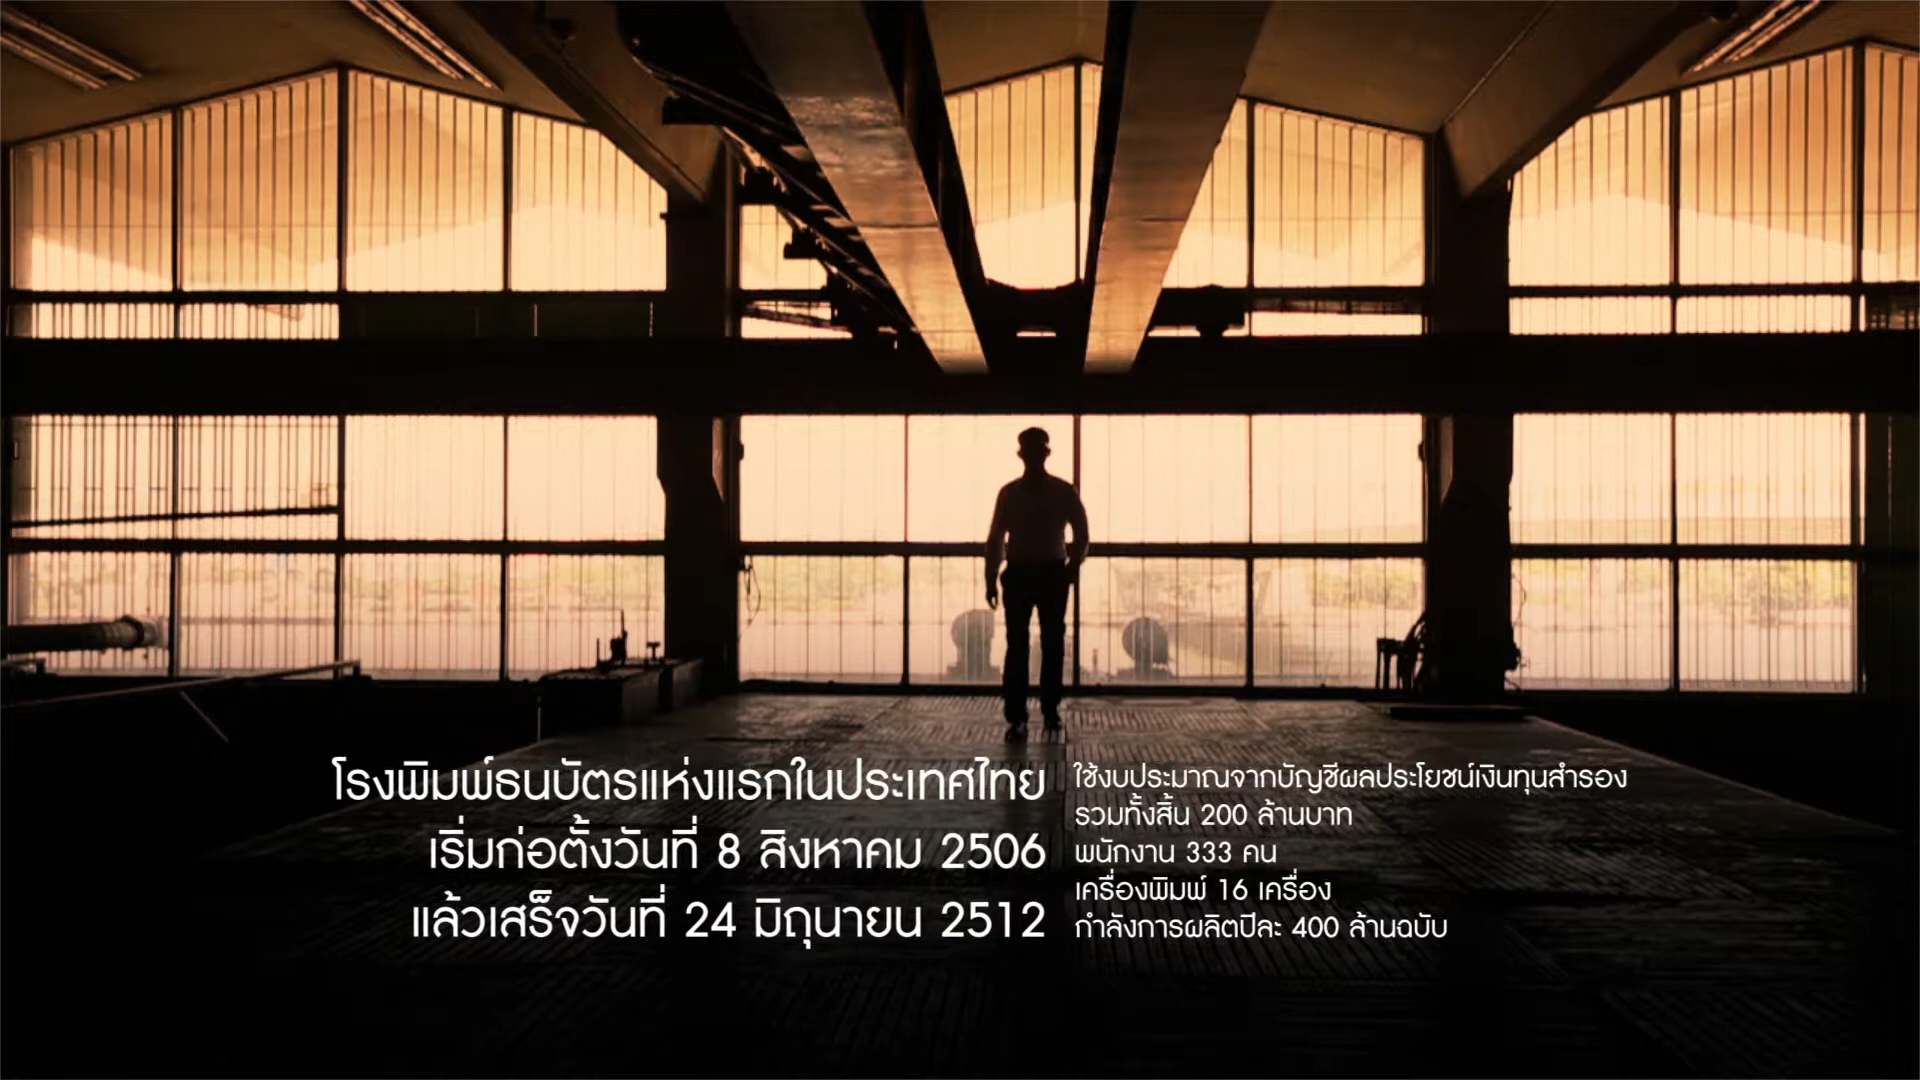 โรงพิมพ์ธนบัตรแห่งแรกในประเทศไทย
เริ่มก่อตั้งวันที่ 8 สิงหาคม 2506
แล้วเสร็จวันที่ 24 มิถุนายน 2512
ใช้งบประมาณจากบัญชีผลประโยชน์เงินทุนสำรอง
รวมทั้งสิ้น 200 ล้านบาท
พนักงาน 333 คน
เครื่องพิมพ์ 16 เครื่อง
กำลังการผลิตปีละ 400 ล้านฉบับ